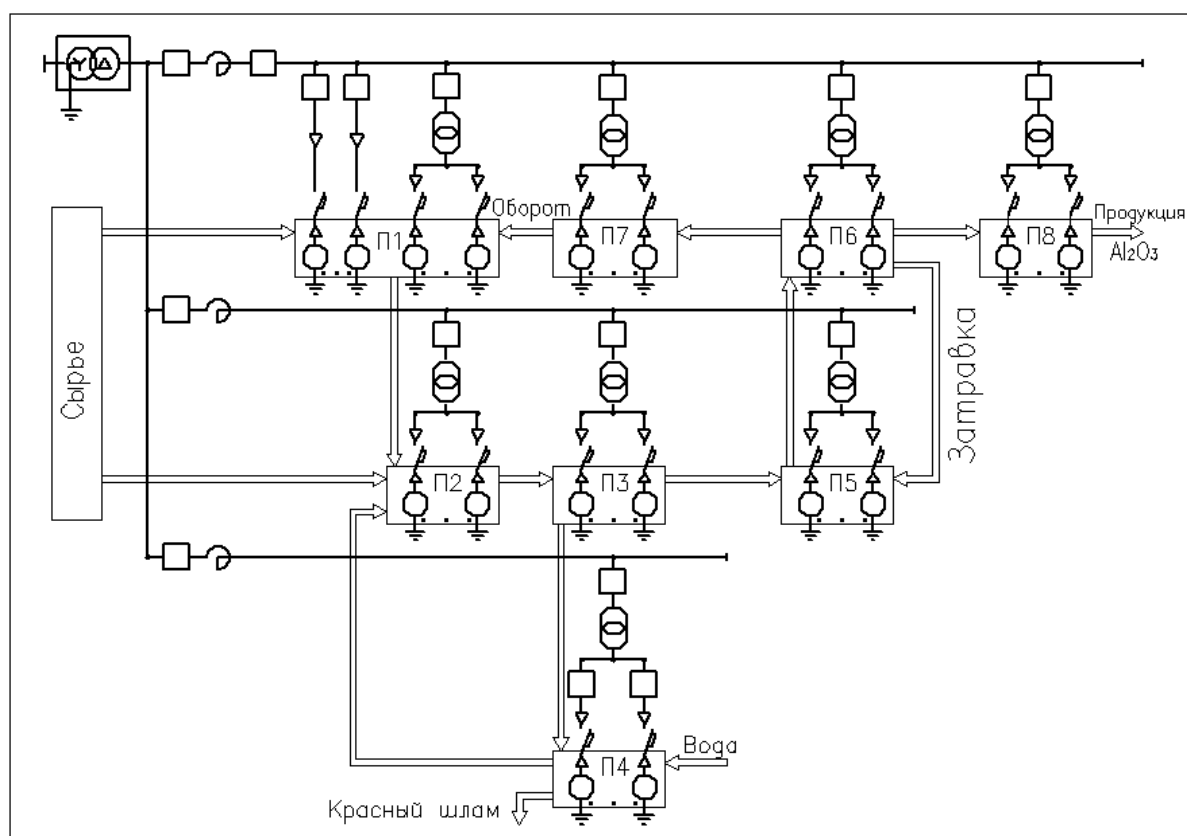 Оборот
Продукция
П1
П7
П6
П8
Al₂O₃
Сырье
Затравка
П2
П3
П5
Вода
П4
Красный шлам